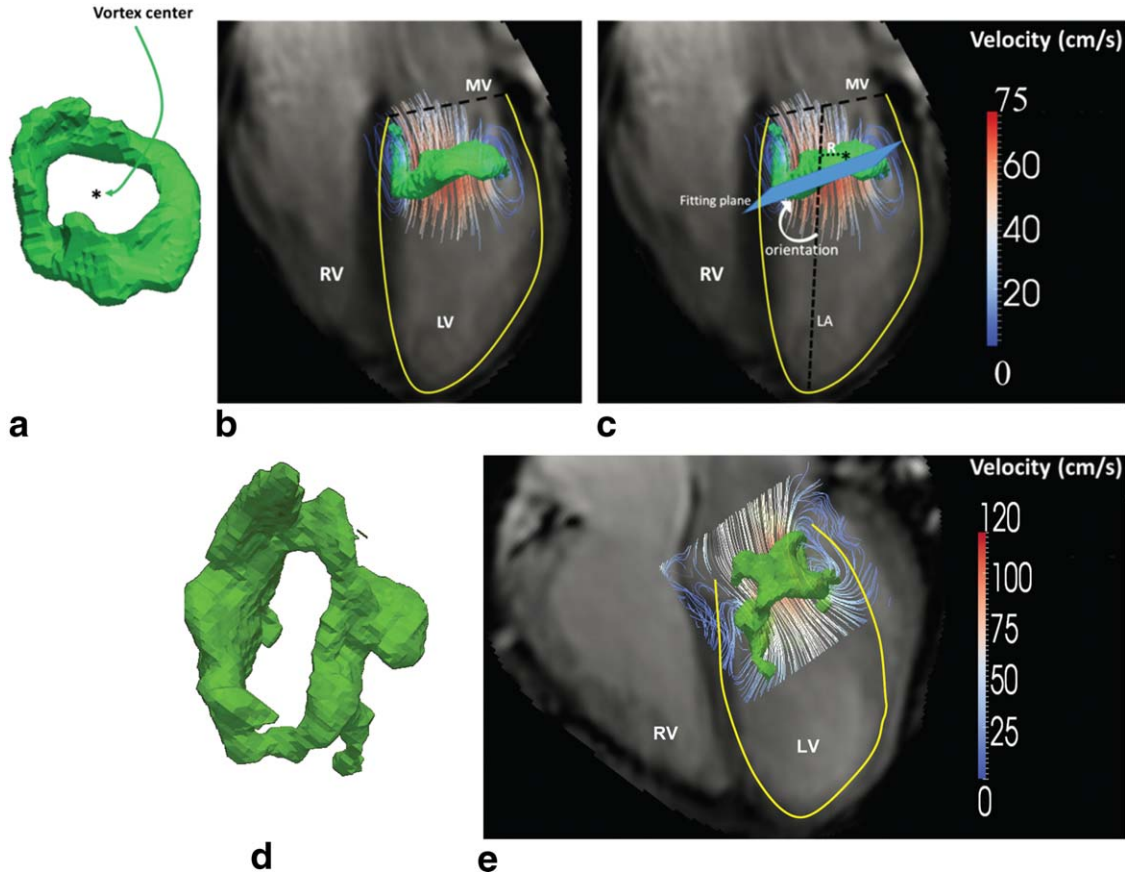 Vortex center
*
a
MV
RV
LV
b
MV
R
*
Fitting plane
orientation
RV
LA
c
Velocity (cm/s)
75
60
40
20
0
d
RV
LV
e
Velocity (cm/s)
120
100
75
50
25
0